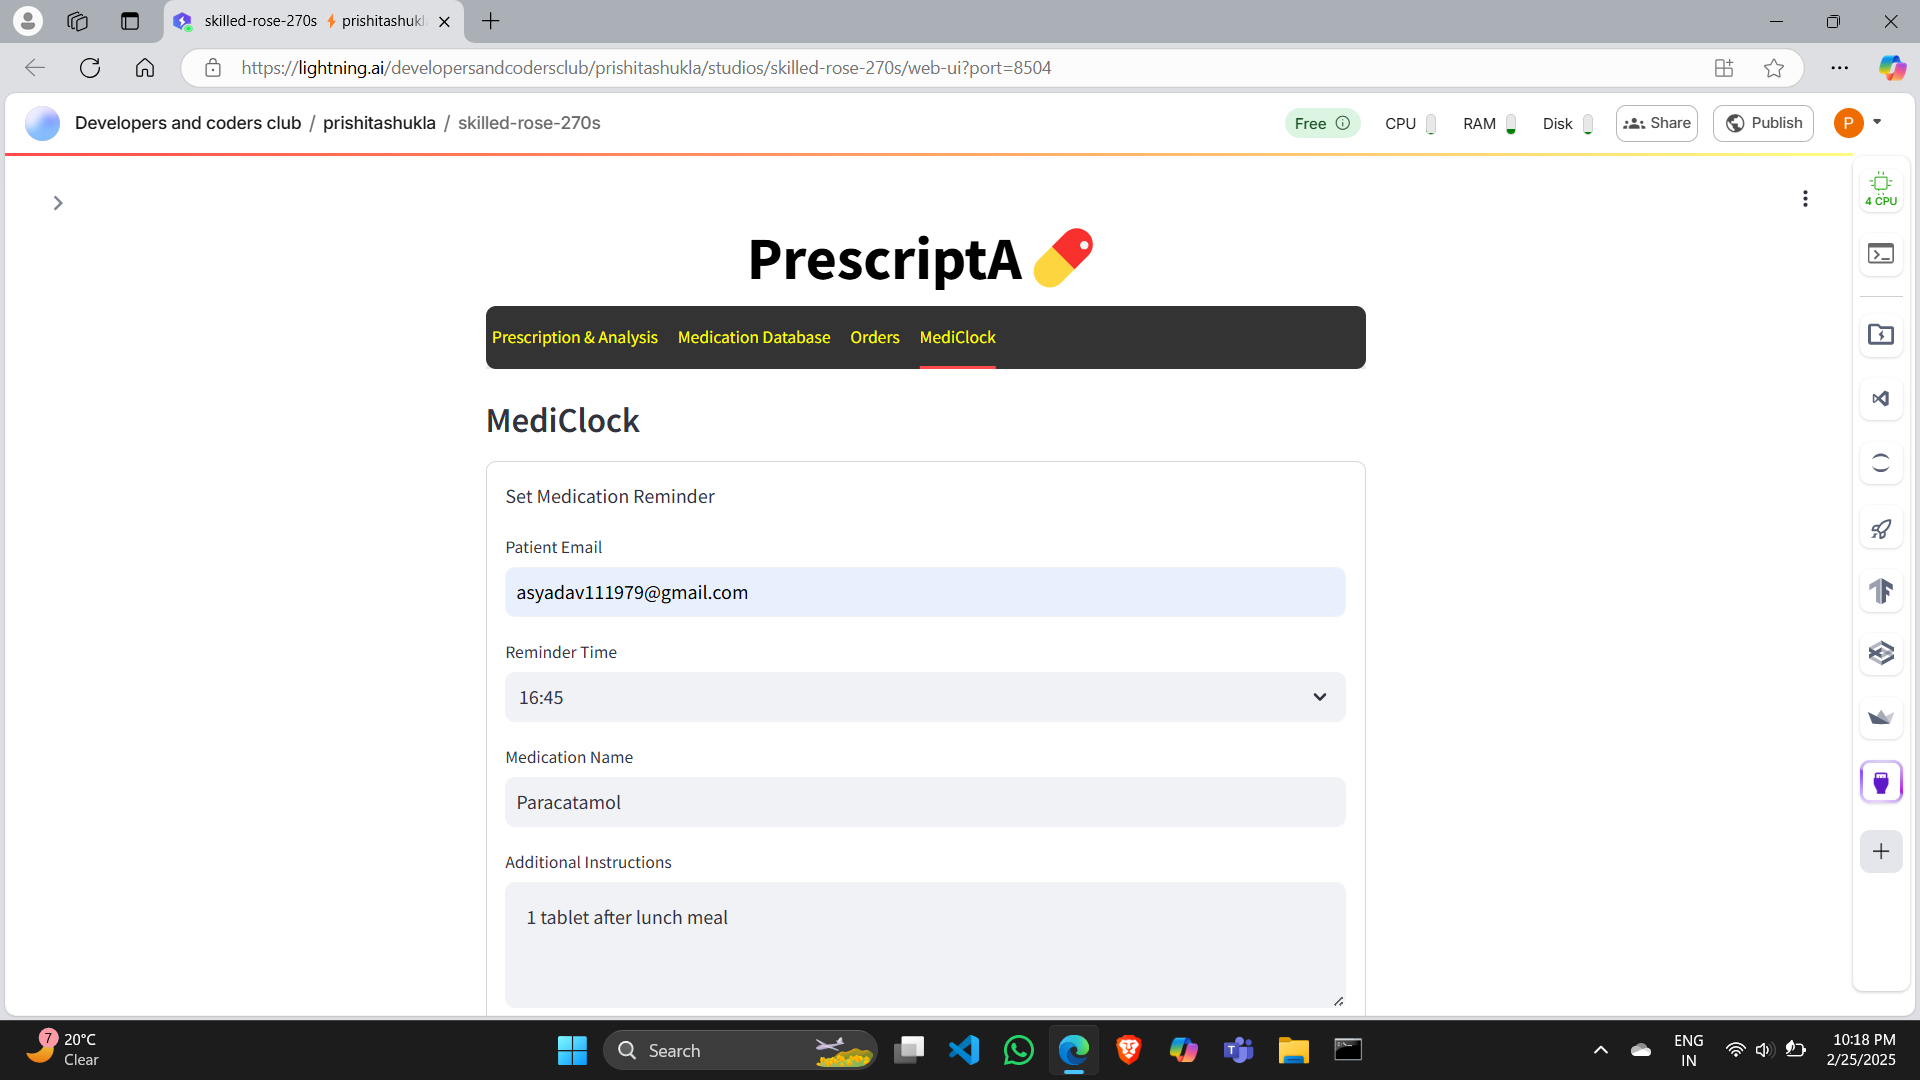 skilled-rose-270s ⚡ prishitashukl
https://lightning.ai/developersandcodersclub/prishitashukla/studios/skilled-rose-270s/web-ui?port=8504
Developers and coders club / prishitashukla / skilled-rose-270s
Free
CPU
RAM
Disk
Share
Publish
P
4 CPU
PrescriptA
Prescription & Analysis
Medication Database
Orders
MediClock
MediClock
Set Medication Reminder
Patient Email
asyadav111979@gmail.com
Reminder Time
16:45
Medication Name
Paracatamol
Additional Instructions
1 tablet after lunch meal
7
20°C
Clear
Search
ENG
IN
10:18 PM
2/25/2025